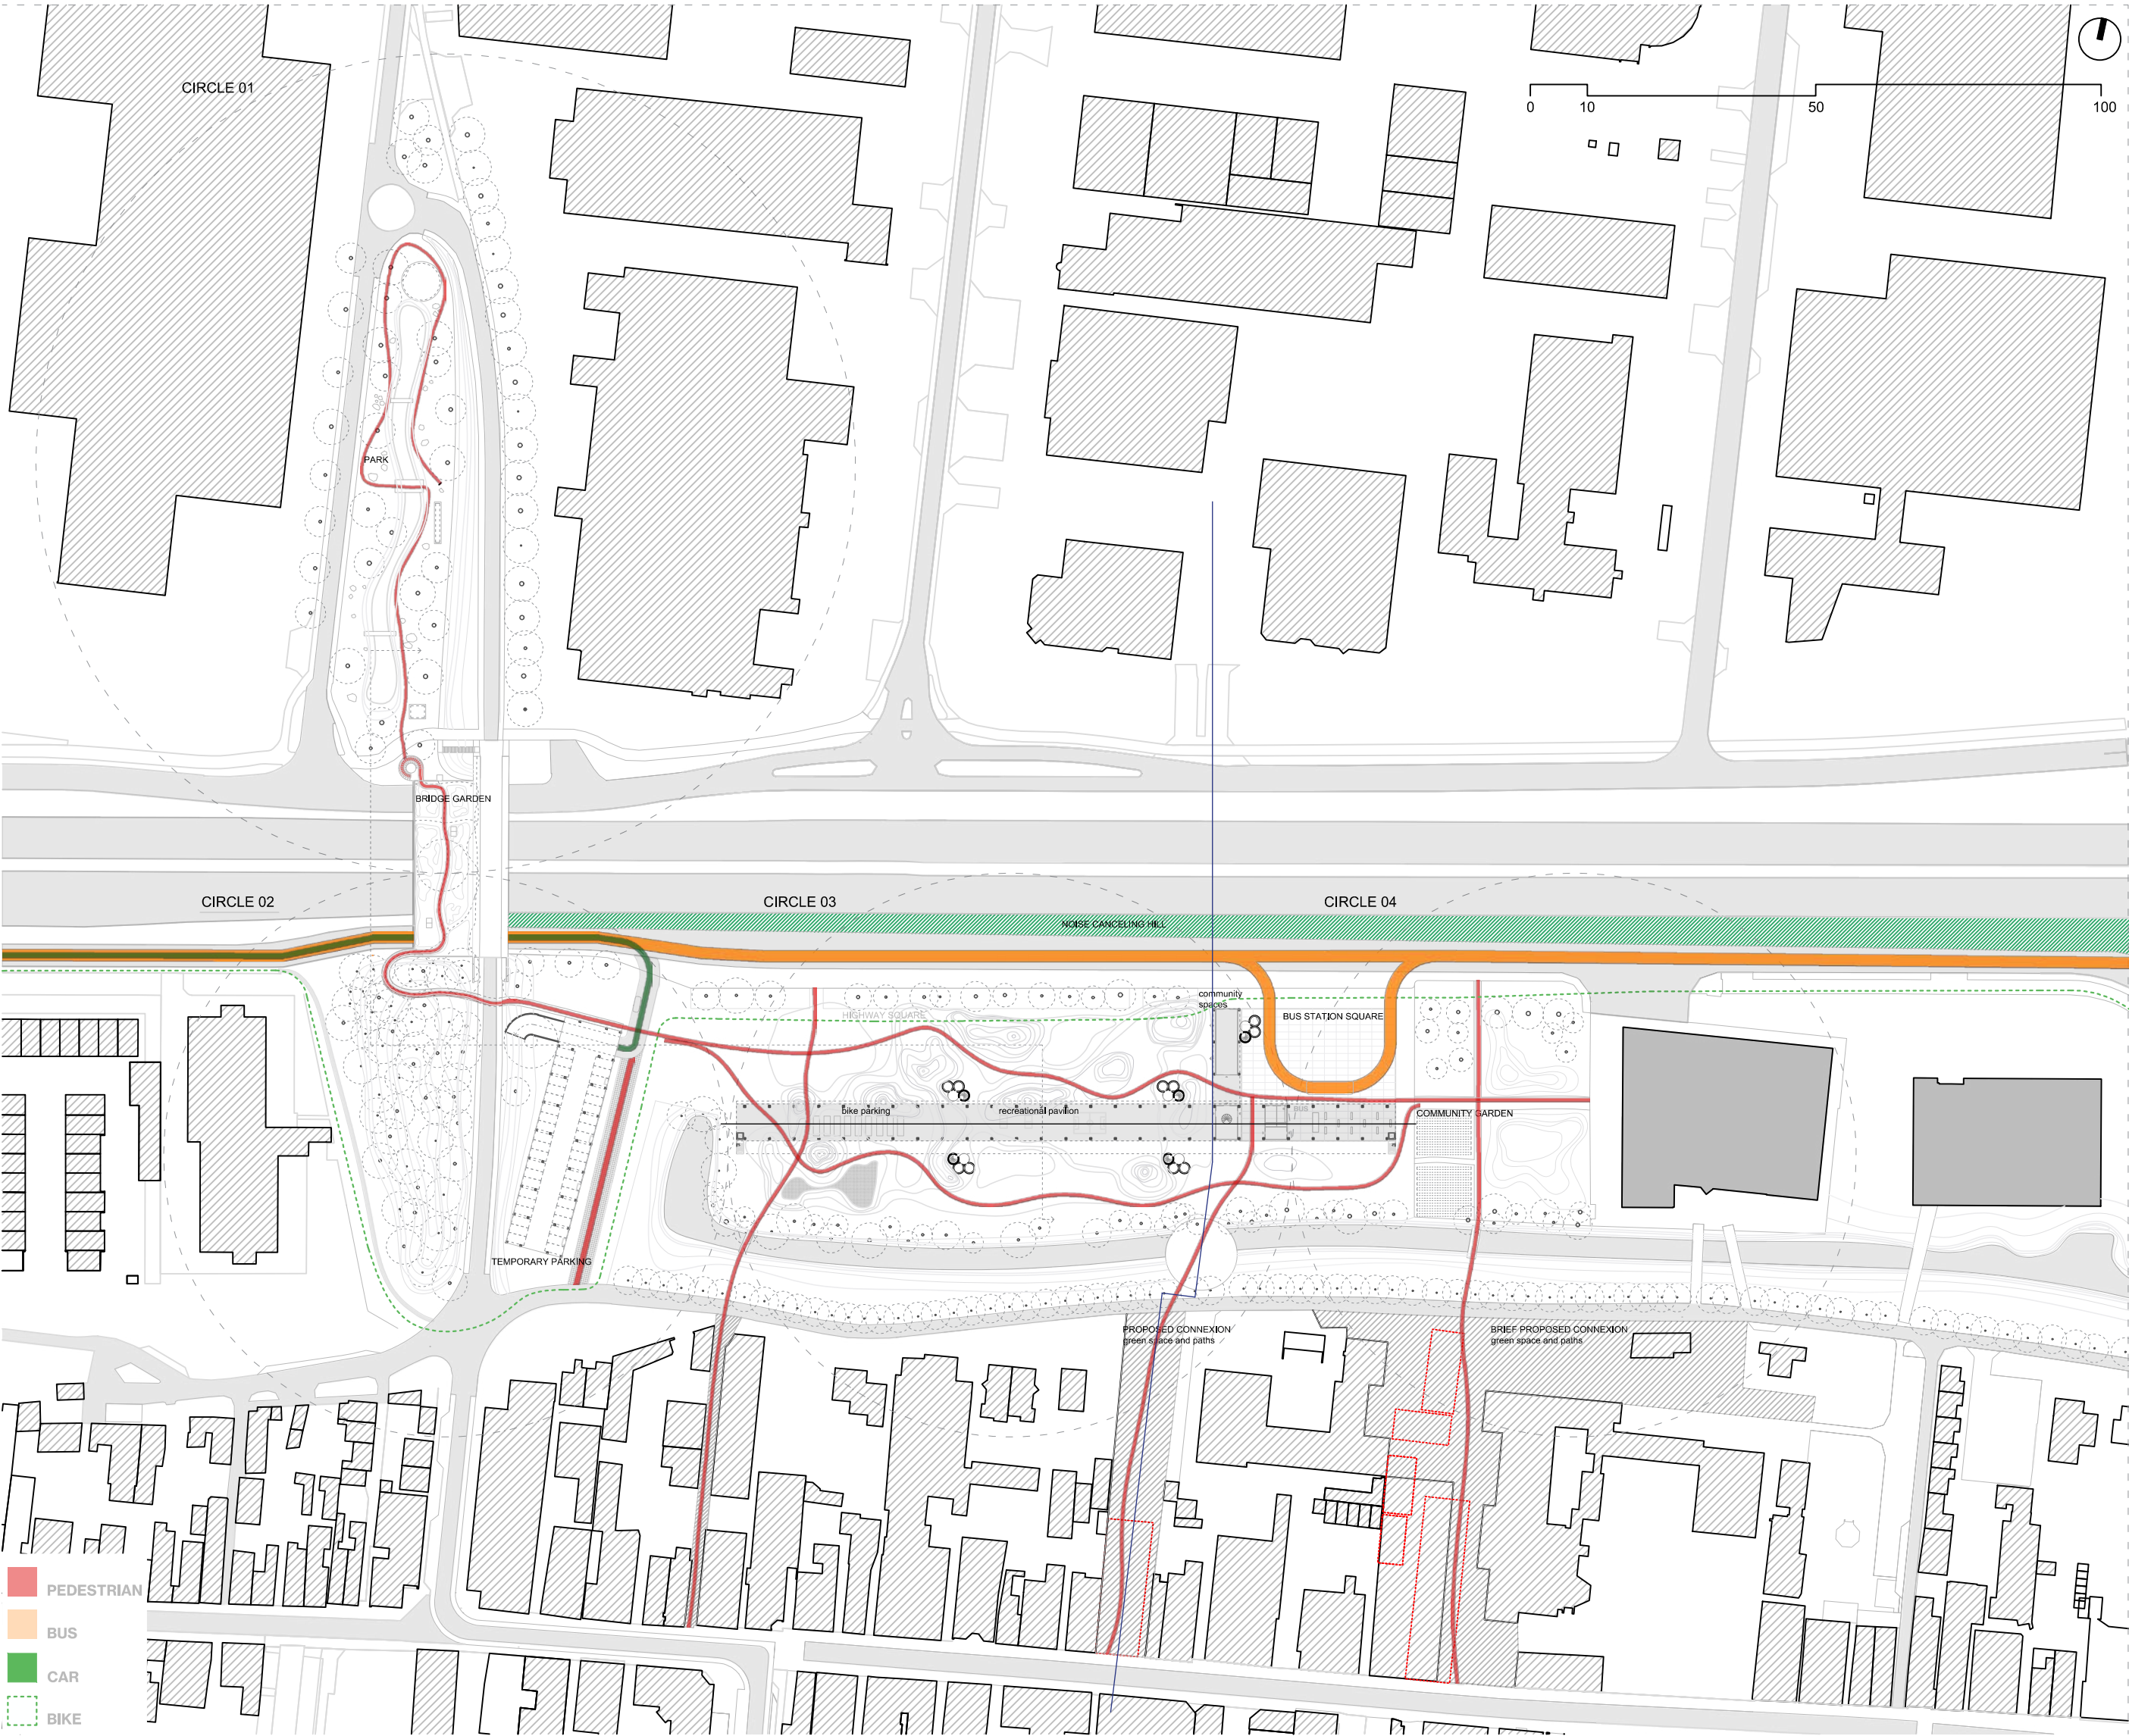 CIRCLE 01
0
10
50
100
PARK
BRIDGE GARDEN
CIRCLE 02
CIRCLE 03
CIRCLE 04
NOISE CANCELING HILL
community
spaces
HIGHWAY SQUARE
BUS STATION SQUARE
bike parking
recreational pavilion
BUS
COMMUNITY GARDEN
TEMPORARY PARKING
PROPOSED CONNEXION
green space and paths
BRIEF PROPOSED CONNEXION
green space and paths
PEDESTRIAN
BUS
CAR
BIKE